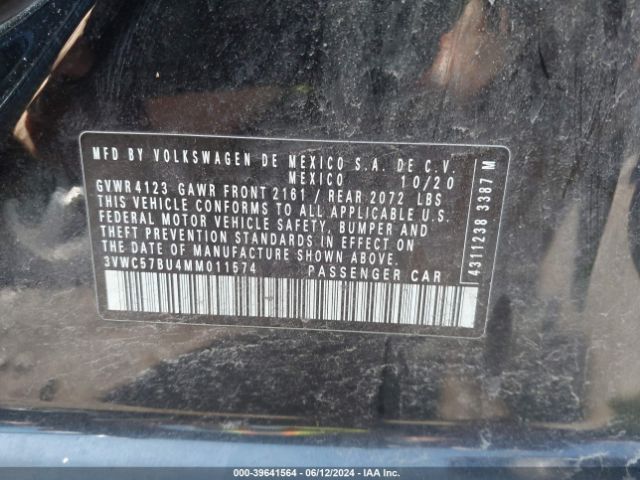 MFD BY VOLKSWAGEN DE MEXICO S.A. DE C.V.
MEXICO 10/20
GVWR 4123 GAWR FRONT 2161 / REAR 2072 LBS
THIS VEHICLE CONFORMS TO ALL APPLICABLE U.S.
FEDERAL MOTOR VEHICLE SAFETY, BUMPER AND
THEFT PREVENTION STANDARDS IN EFFECT ON THE
DATE OF MANUFACTURE SHOWN ABOVE.
3VWC57BU4MM011574 PASSENGER CAR
4311238 3387 M
000-39641564 - 06/12/2024 - IAA Inc.